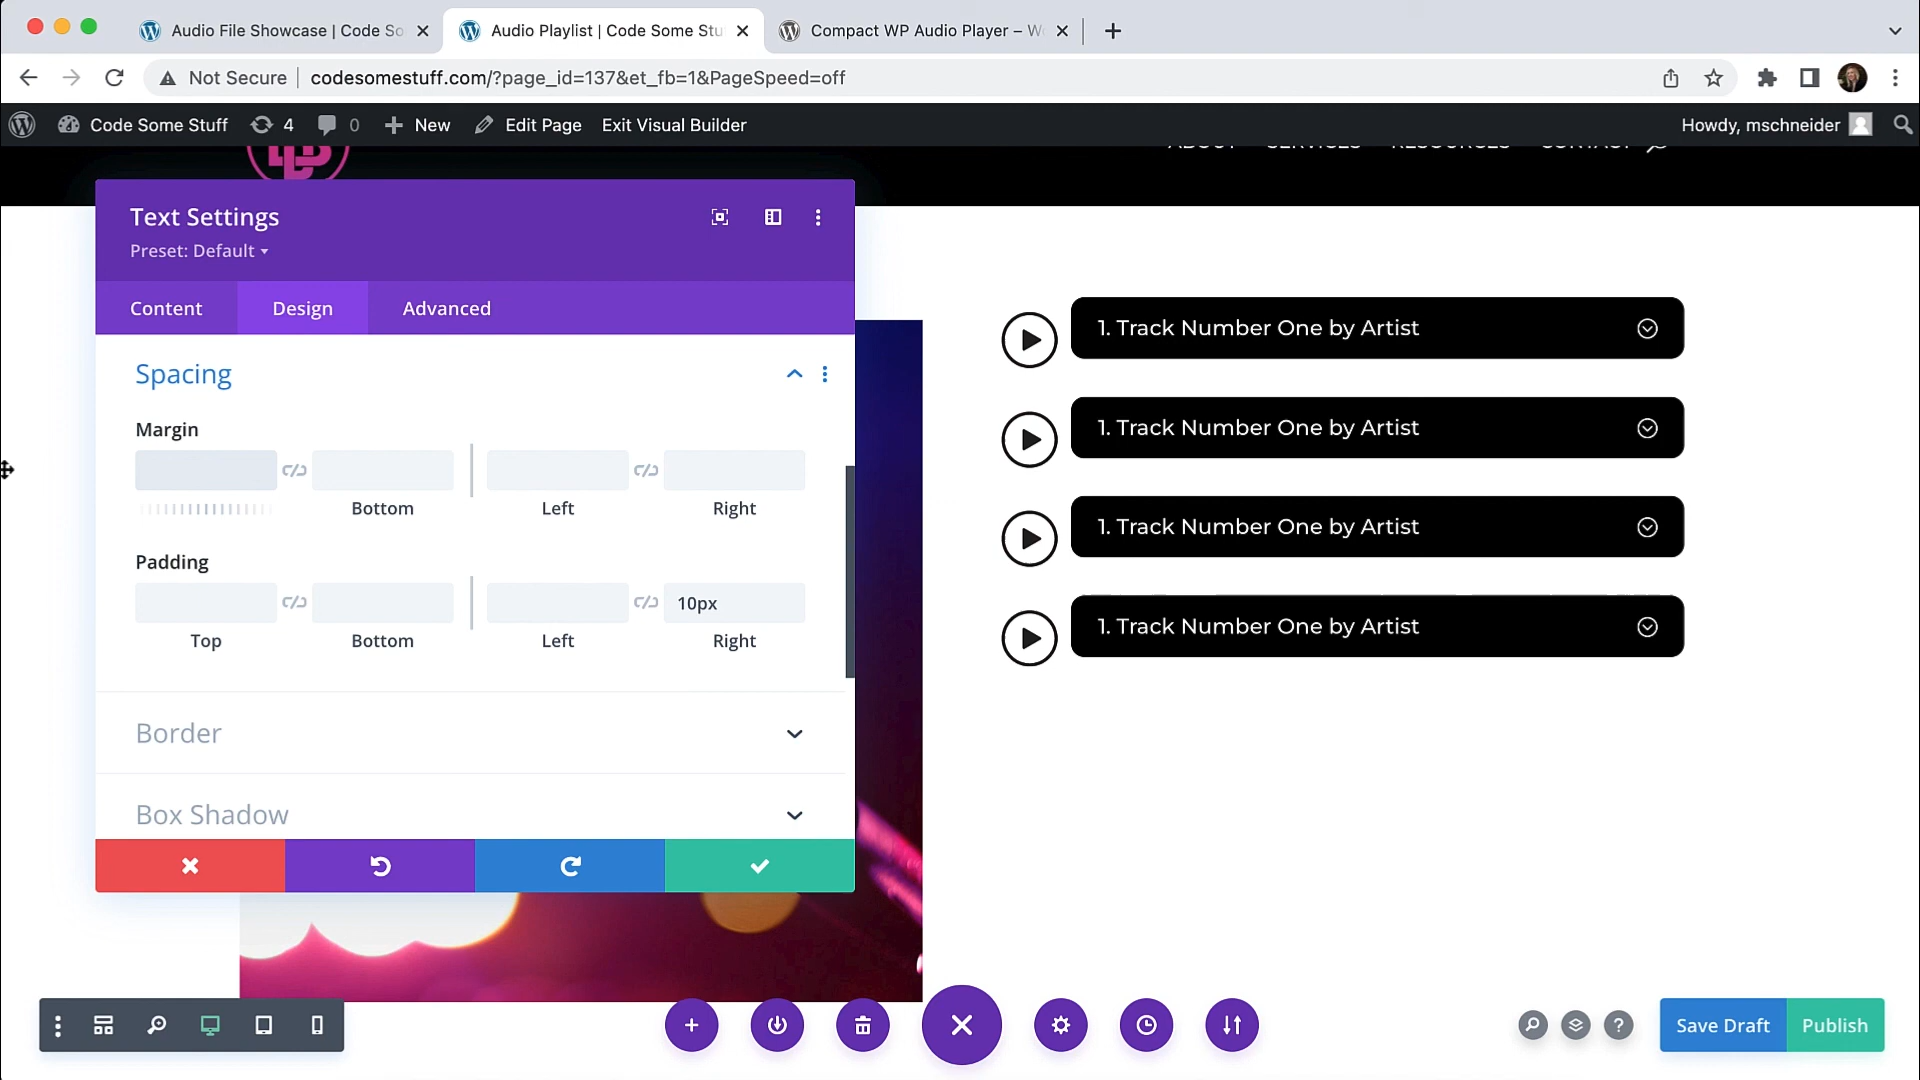 Audio File Showcase | Code So
Audio Playlist | Code Some Stu
Compact WP Audio Player – W
Not Secure
codesomestuff.com/?page_id=137&et_fb=1&PageSpeed=off
Code Some Stuff
4
0
New
Edit Page
Exit Visual Builder
Howdy, mschneider
ABOUT SERVICES RESOURCES CONTACT
Text Settings
Preset: Default
Content
Design
Advanced
Spacing
Margin
Bottom
Left
Right
Padding
10px
Top
Bottom
Left
Right
Border
Box Shadow
1. Track Number One by Artist
1. Track Number One by Artist
1. Track Number One by Artist
1. Track Number One by Artist
Save Draft
Publish